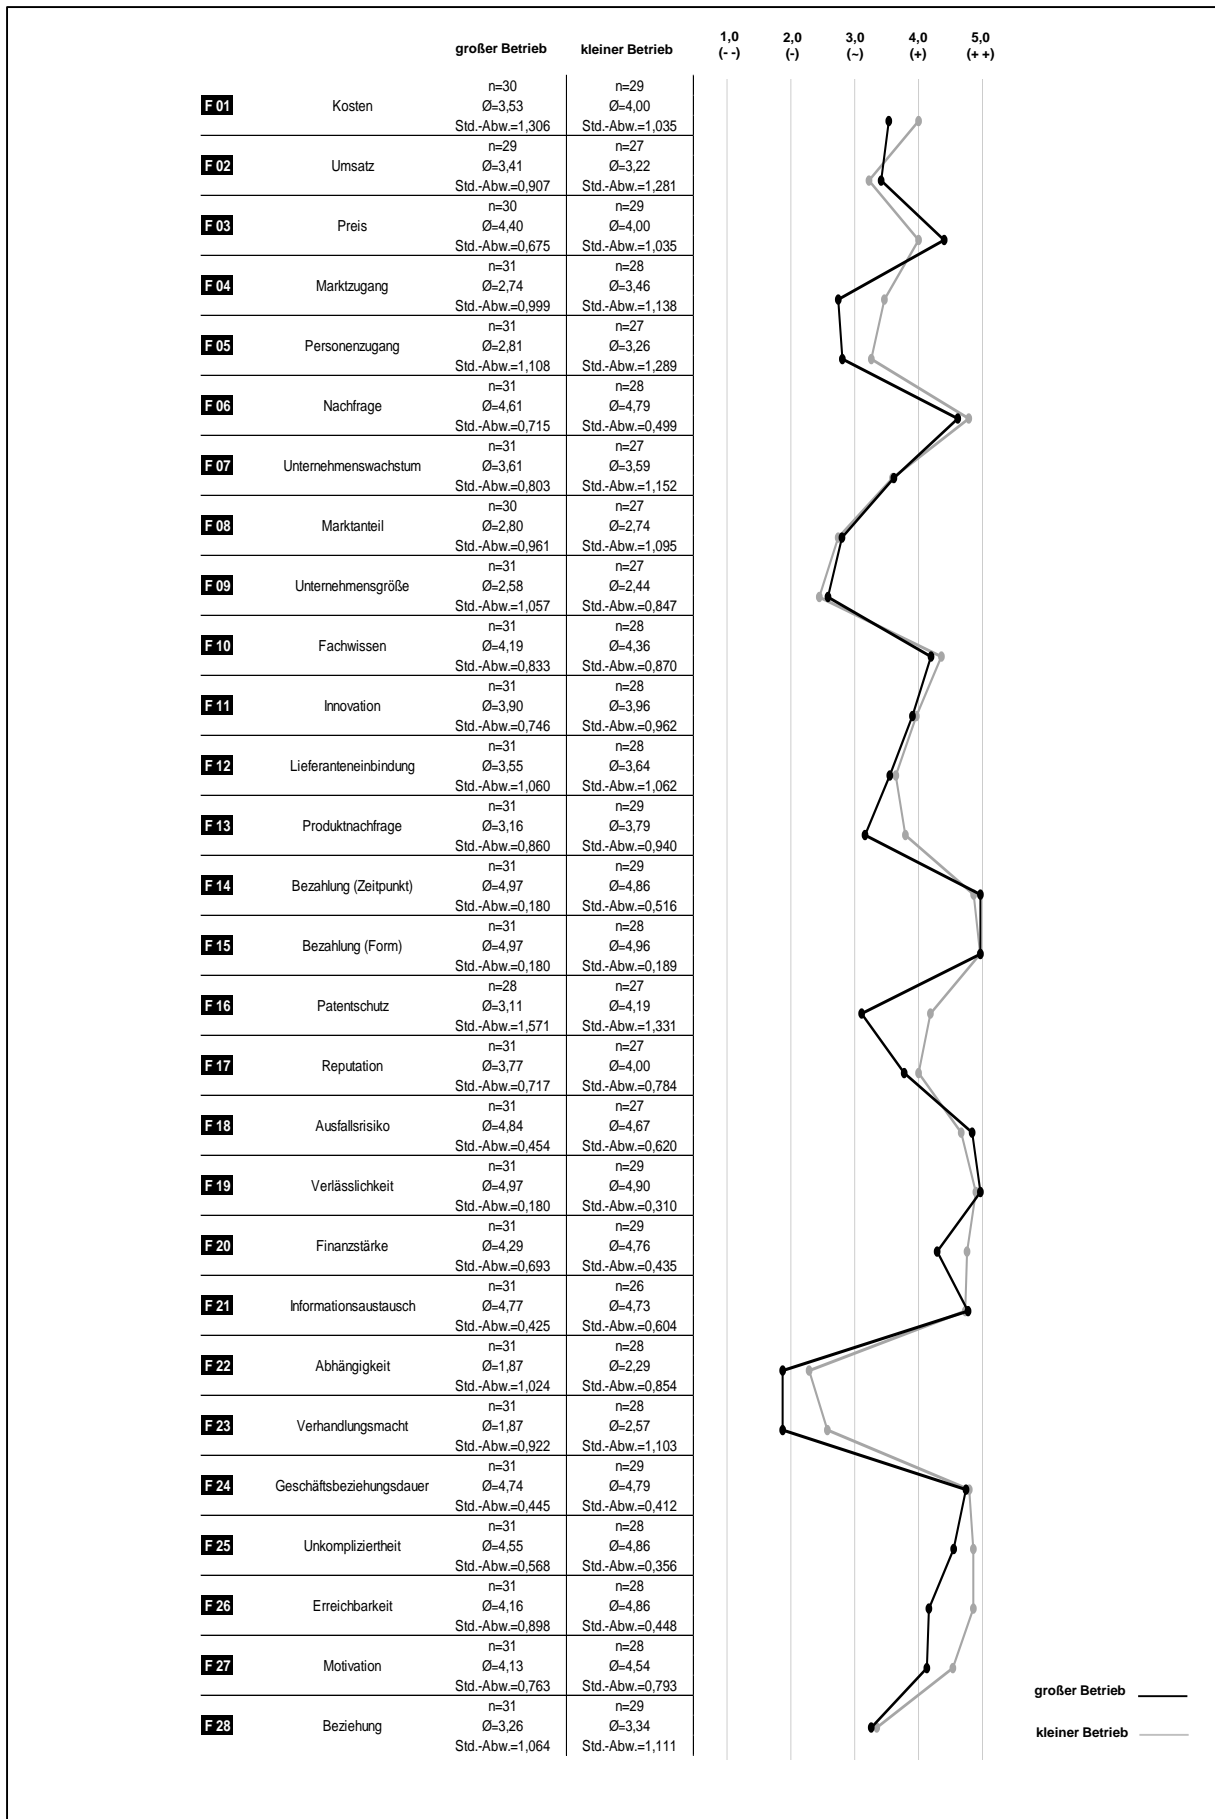 großer Betrieb kleiner Betrieb 1,0 2,0 3,0 4,0 5,0
(- -) (-) (~) (+) (+ +)
n=30 n=29
F 01 Kosten Ø=3,53 Ø=4,00
Std.-Abw.=1,306 Std.-Abw.=1,035
n=29 n=27
F 02 Umsatz Ø=3,41 Ø=3,22
Std.-Abw.=0,907 Std.-Abw.=1,281
n=30 n=29
F 03 Preis Ø=4,40 Ø=4,00
Std.-Abw.=0,675 Std.-Abw.=1,035
n=31 n=28
F 04 Marktzugang Ø=2,74 Ø=3,46
Std.-Abw.=0,999 Std.-Abw.=1,138
n=31 n=27
F 05 Personenzugang Ø=2,81 Ø=3,26
Std.-Abw.=1,108 Std.-Abw.=1,289
n=31 n=28
F 06 Nachfrage Ø=4,61 Ø=4,79
Std.-Abw.=0,715 Std.-Abw.=0,499
n=31 n=27
F 07 Unternehmenswachstum Ø=3,61 Ø=3,59
Std.-Abw.=0,803 Std.-Abw.=1,152
n=30 n=27
F 08 Marktanteil Ø=2,80 Ø=2,74
Std.-Abw.=0,961 Std.-Abw.=1,095
n=31 n=27
F 09 Unternehmensgröße Ø=2,58 Ø=2,44
Std.-Abw.=1,057 Std.-Abw.=0,847
n=31 n=28
F 10 Fachwissen Ø=4,19 Ø=4,36
Std.-Abw.=0,833 Std.-Abw.=0,870
n=31 n=28
F 11 Innovation Ø=3,90 Ø=3,96
Std.-Abw.=0,746 Std.-Abw.=0,962
n=31 n=28
F 12 Lieferanteneinbindung Ø=3,55 Ø=3,64
Std.-Abw.=1,060 Std.-Abw.=1,062
n=31 n=29
F 13 Produktnachfrage Ø=3,16 Ø=3,79
Std.-Abw.=0,860 Std.-Abw.=0,940
n=31 n=29
F 14 Bezahlung (Zeitpunkt) Ø=4,97 Ø=4,86
Std.-Abw.=0,180 Std.-Abw.=0,516
n=31 n=28
F 15 Bezahlung (Form) Ø=4,97 Ø=4,96
Std.-Abw.=0,180 Std.-Abw.=0,189
n=28 n=27
F 16 Patentschutz Ø=3,11 Ø=4,19
Std.-Abw.=1,571 Std.-Abw.=1,331
n=31 n=27
F 17 Reputation Ø=3,77 Ø=4,00
Std.-Abw.=0,717 Std.-Abw.=0,784
n=31 n=27
F 18 Ausfallsrisiko Ø=4,84 Ø=4,67
Std.-Abw.=0,454 Std.-Abw.=0,620
n=31 n=29
F 19 Verlässlichkeit Ø=4,97 Ø=4,90
Std.-Abw.=0,180 Std.-Abw.=0,310
n=31 n=29
F 20 Finanzstärke Ø=4,29 Ø=4,76
Std.-Abw.=0,693 Std.-Abw.=0,435
n=31 n=26
F 21 Informationsaustausch Ø=4,77 Ø=4,73
Std.-Abw.=0,425 Std.-Abw.=0,604
n=31 n=28
F 22 Abhängigkeit Ø=1,87 Ø=2,29
Std.-Abw.=1,024 Std.-Abw.=0,854
n=31 n=28
F 23 Verhandlungsmacht Ø=1,87 Ø=2,57
Std.-Abw.=0,922 Std.-Abw.=1,103
n=31 n=29
F 24 Geschäftsbeziehungsdauer Ø=4,74 Ø=4,79
Std.-Abw.=0,445 Std.-Abw.=0,412
n=31 n=28
F 25 Unkompliziertheit Ø=4,55 Ø=4,86
Std.-Abw.=0,568 Std.-Abw.=0,356
n=31 n=28
F 26 Erreichbarkeit Ø=4,16 Ø=4,86
Std.-Abw.=0,898 Std.-Abw.=0,448
n=31 n=28
F 27 Motivation Ø=4,13 Ø=4,54
Std.-Abw.=0,763 Std.-Abw.=0,793
n=31 n=29
F 28 Beziehung Ø=3,26 Ø=3,34
Std.-Abw.=1,064 Std.-Abw.=1,111
großer Betrieb
kleiner Betrieb